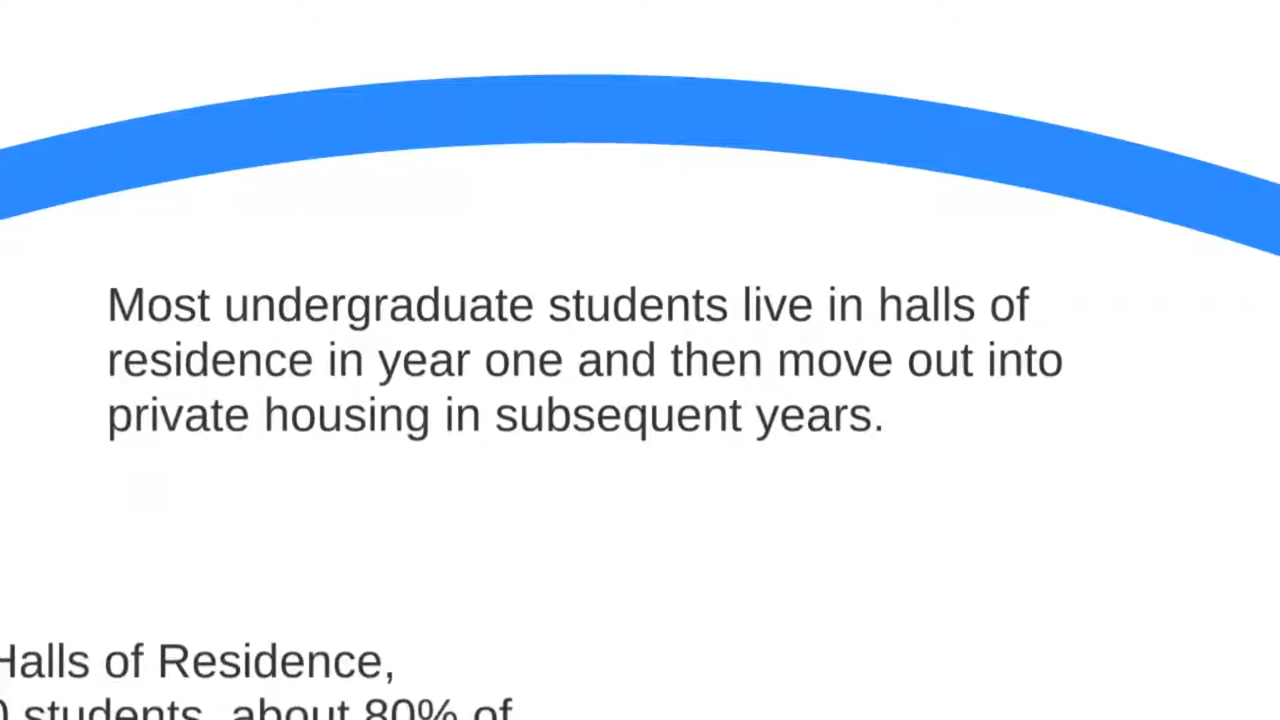 Most undergraduate students live in halls of
residence in year one and then move out into
private housing in subsequent years.
Halls of Residence,
students, about 80% of